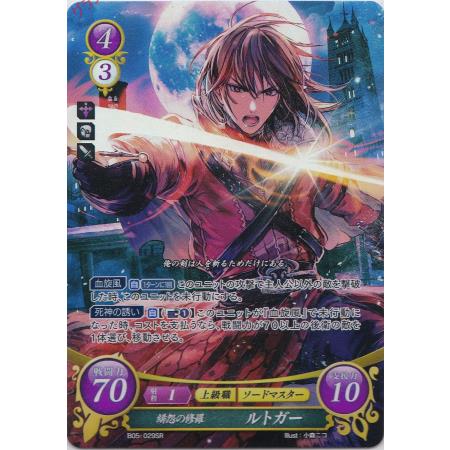 4
3
俺の剣は人を斬るためだけにある
血旋風 自 1ターンに1回 このユニットの攻撃で主人公以外の敵を撃破
した時、このユニットを未行動にする。
死神の誘い 自 このユニットが『血旋風』で未行動
になった時、コストを支払うなら、戦闘力が70以上の後衛の敵を
1体選び、移動させる。
戦闘力
70
射程 1
上級職 ソードマスター
支援力
10
の修羅 ルトガー
B05-029SR
Illust：小森ニコ